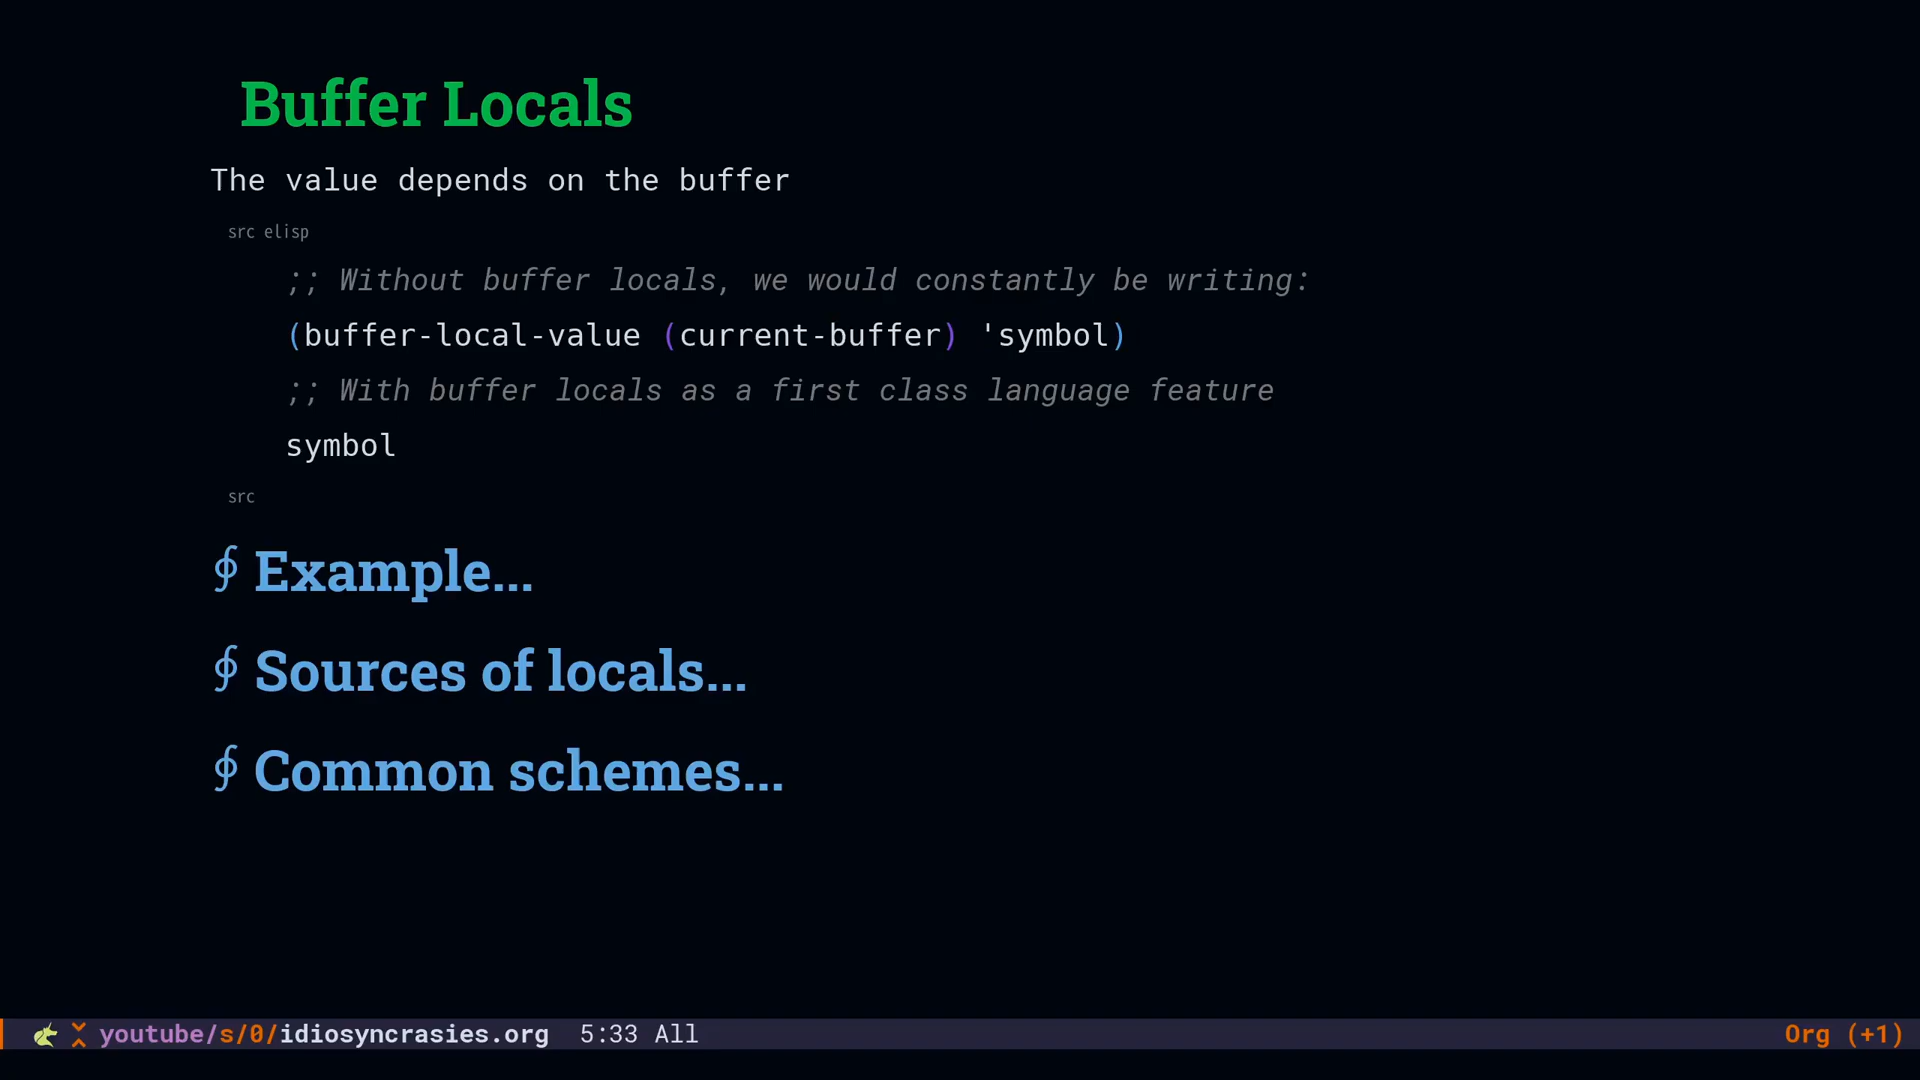 Buffer Locals
The value depends on the buffer
src elisp
;; Without buffer locals, we would constantly be writing:
(buffer-local-value (current-buffer) 'symbol)
;; With buffer locals as a first class language feature
symbol
src
∮ Example...
∮ Sources of locals...
∮ Common schemes...
youtube/s/0/idiosyncrasies.org 5:33 All Org (+1)